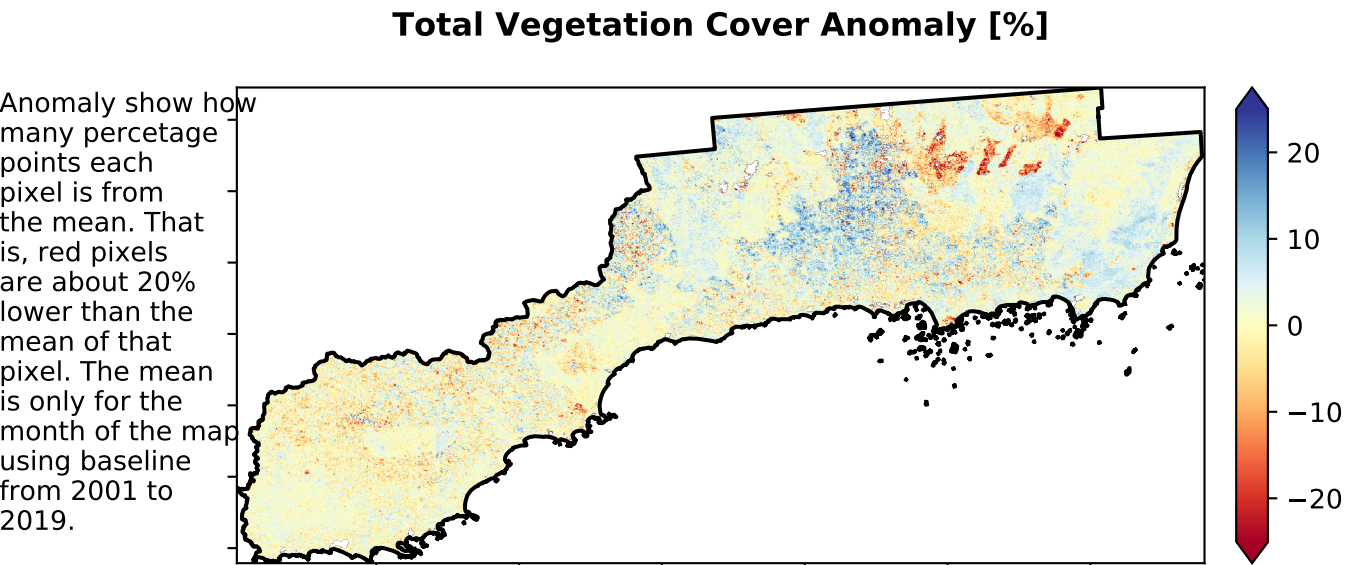 Total Vegetation Cover Anomaly [%]
Anomaly show how
many percetage
points each
pixel is from
the mean. That
is, red pixels
are about 20%
lower than the
mean of that
pixel. The mean
is only for the
month of the map
using baseline
from 2001 to
2019.
20
10
0
−10
−20